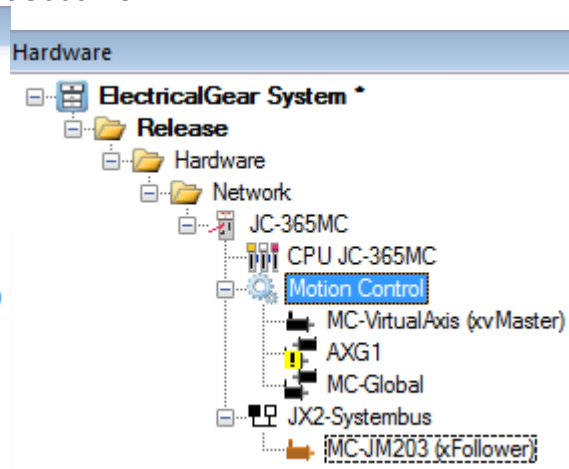 Hardware
ElectricalGear System *
Release
Hardware
Network
JC-365MC
CPU JC-365MC
Motion Control
MC-VirtualAxis (xvMaster)
AXG1
MC-Global
JX2-Systembus
MC-JM203 (xFollower)